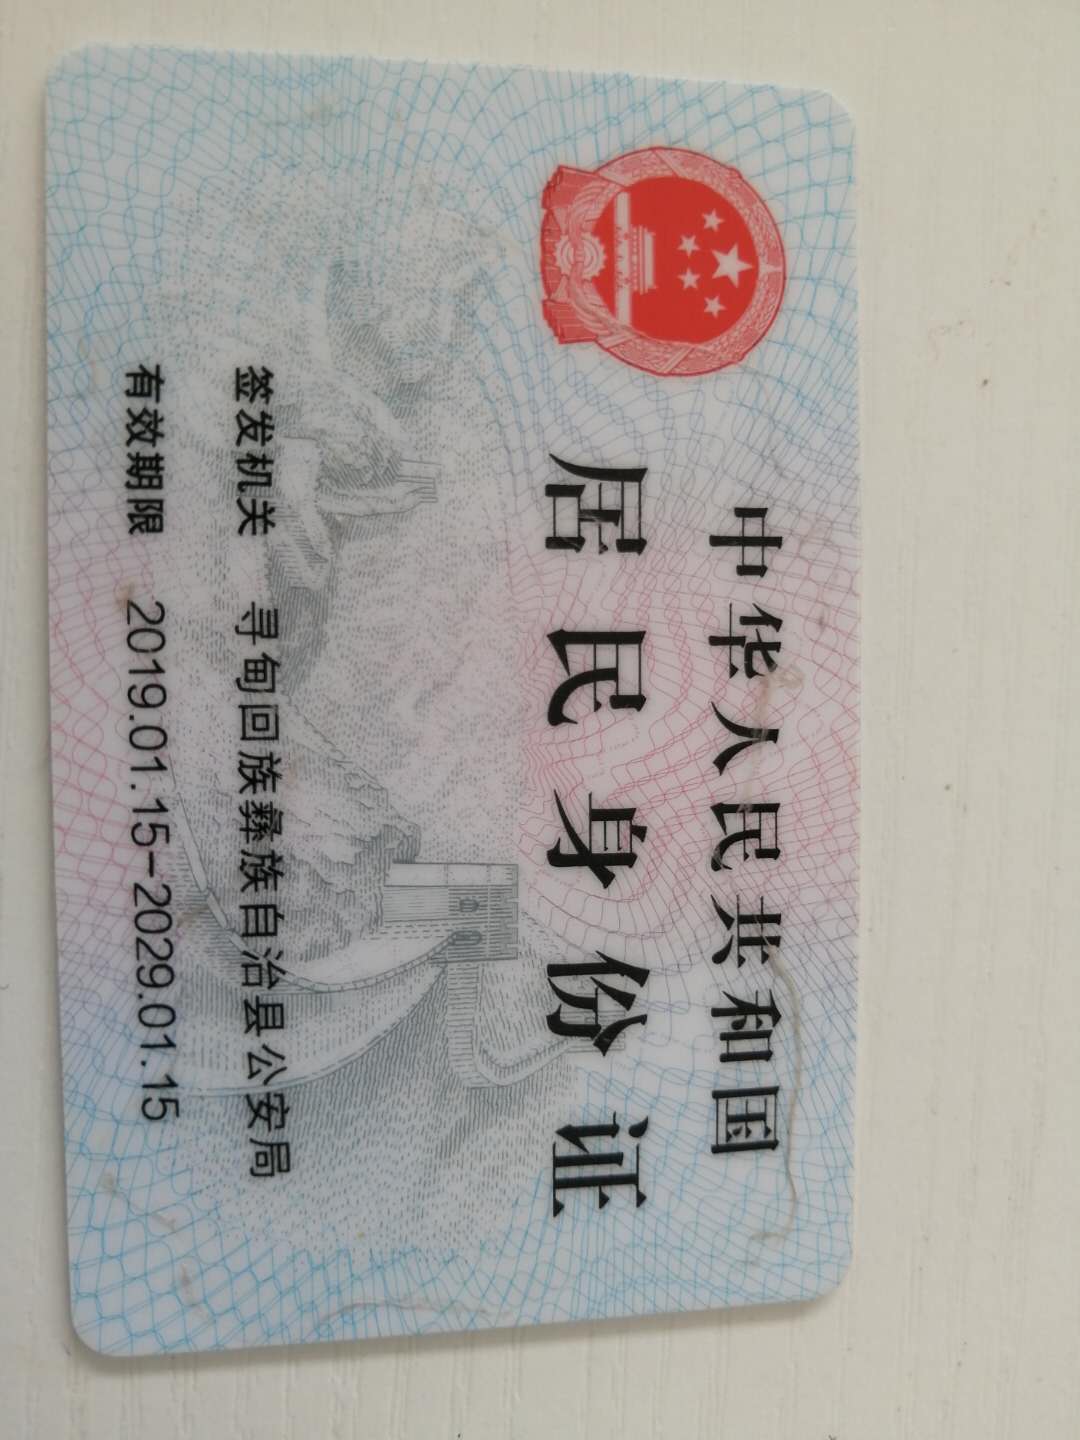 中华人民共和国
居民身份证
签发机关 寻甸回族彝族自治县公安局
有效期限 2019.01.15-2029.01.15